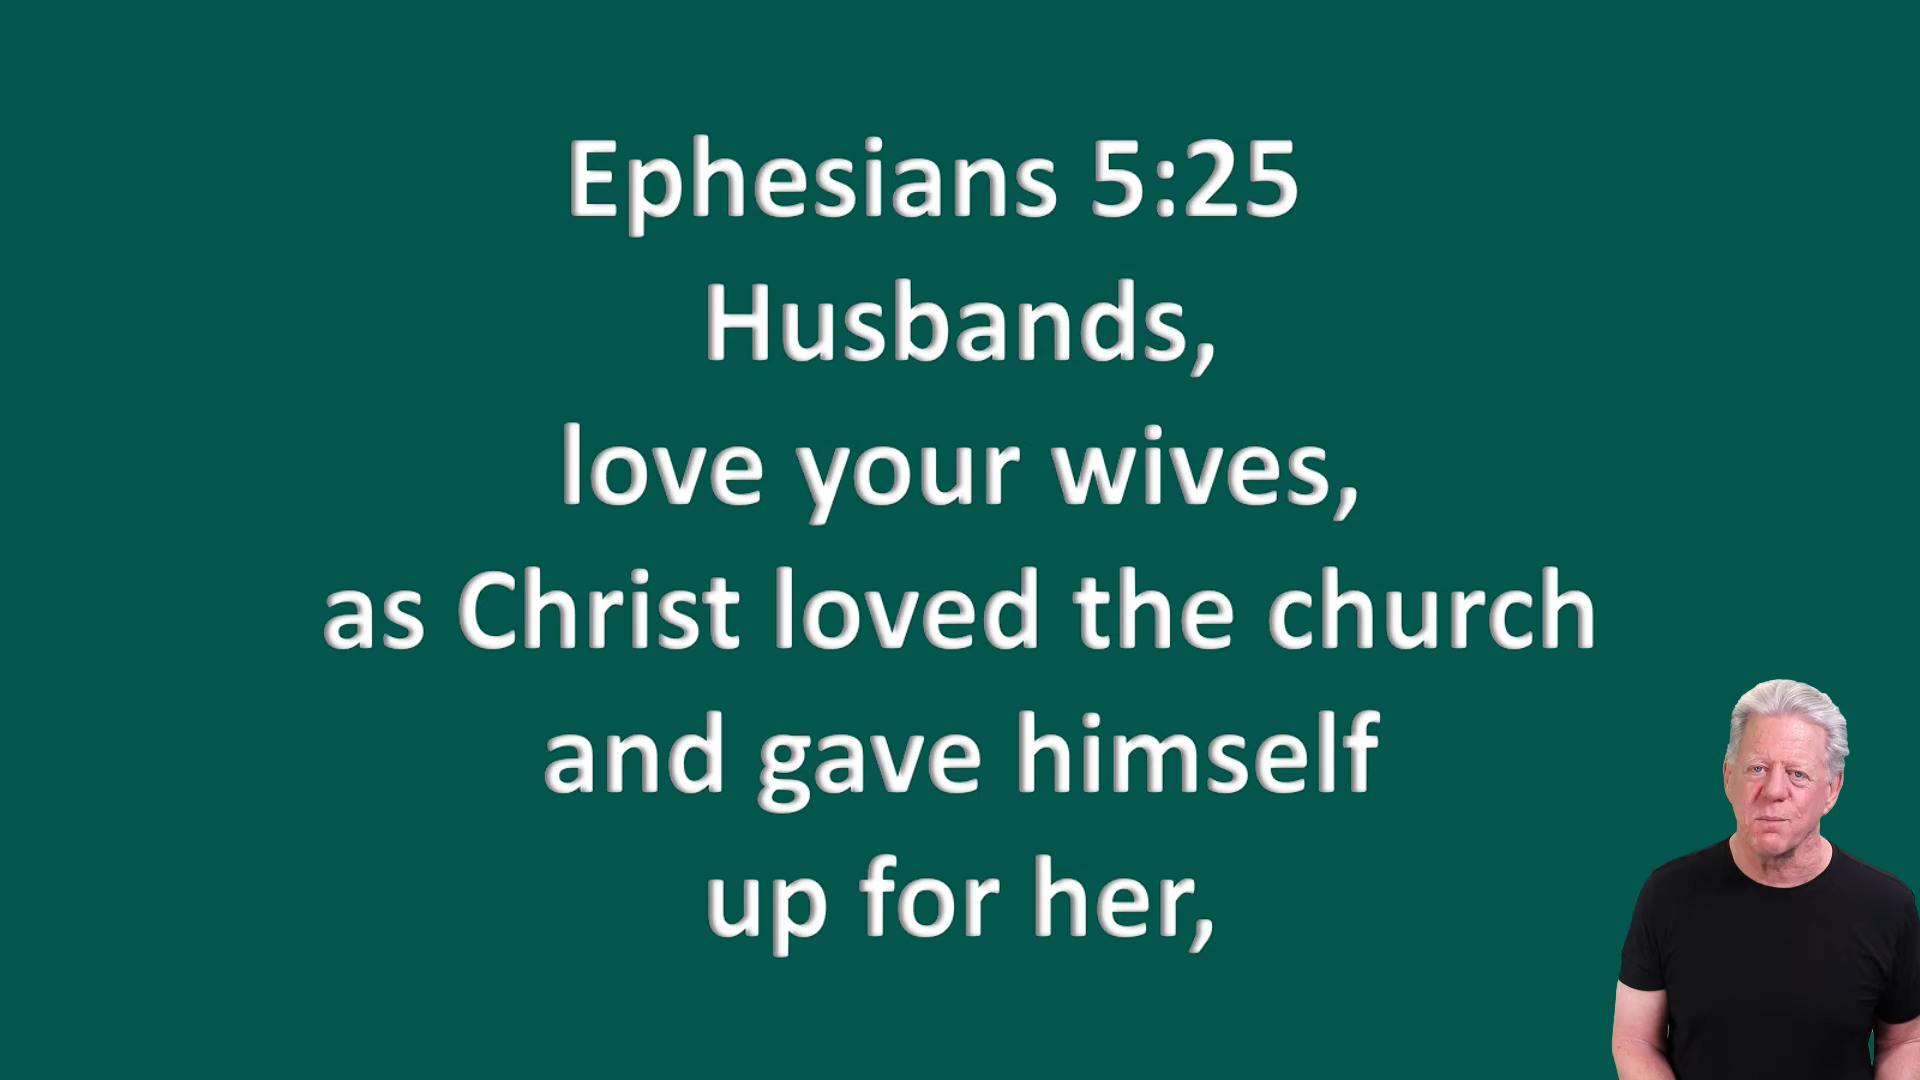 Ephesians 5:25
Husbands,
love your wives,
as Christ loved the church
and gave himself
up for her,